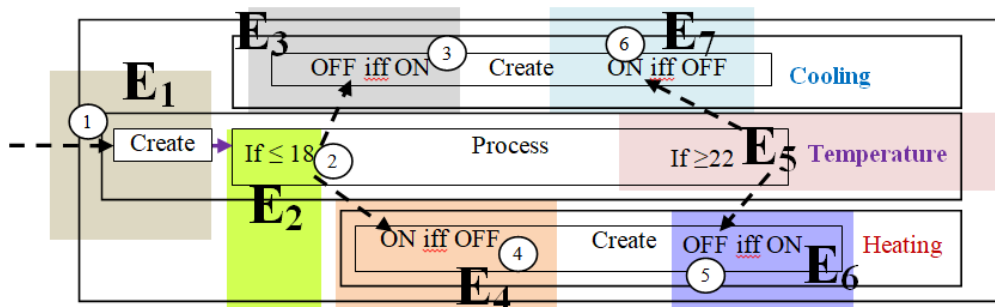 E3
3
6
E7
OFF iff ON
Create
ON iff OFF
Cooling
E1
1
Create
If ≤ 18
2
Process
If ≥22
E5
Temperature
E2
ON iff OFF
4
Create
OFF iff ON
5
Heating
E4
E6